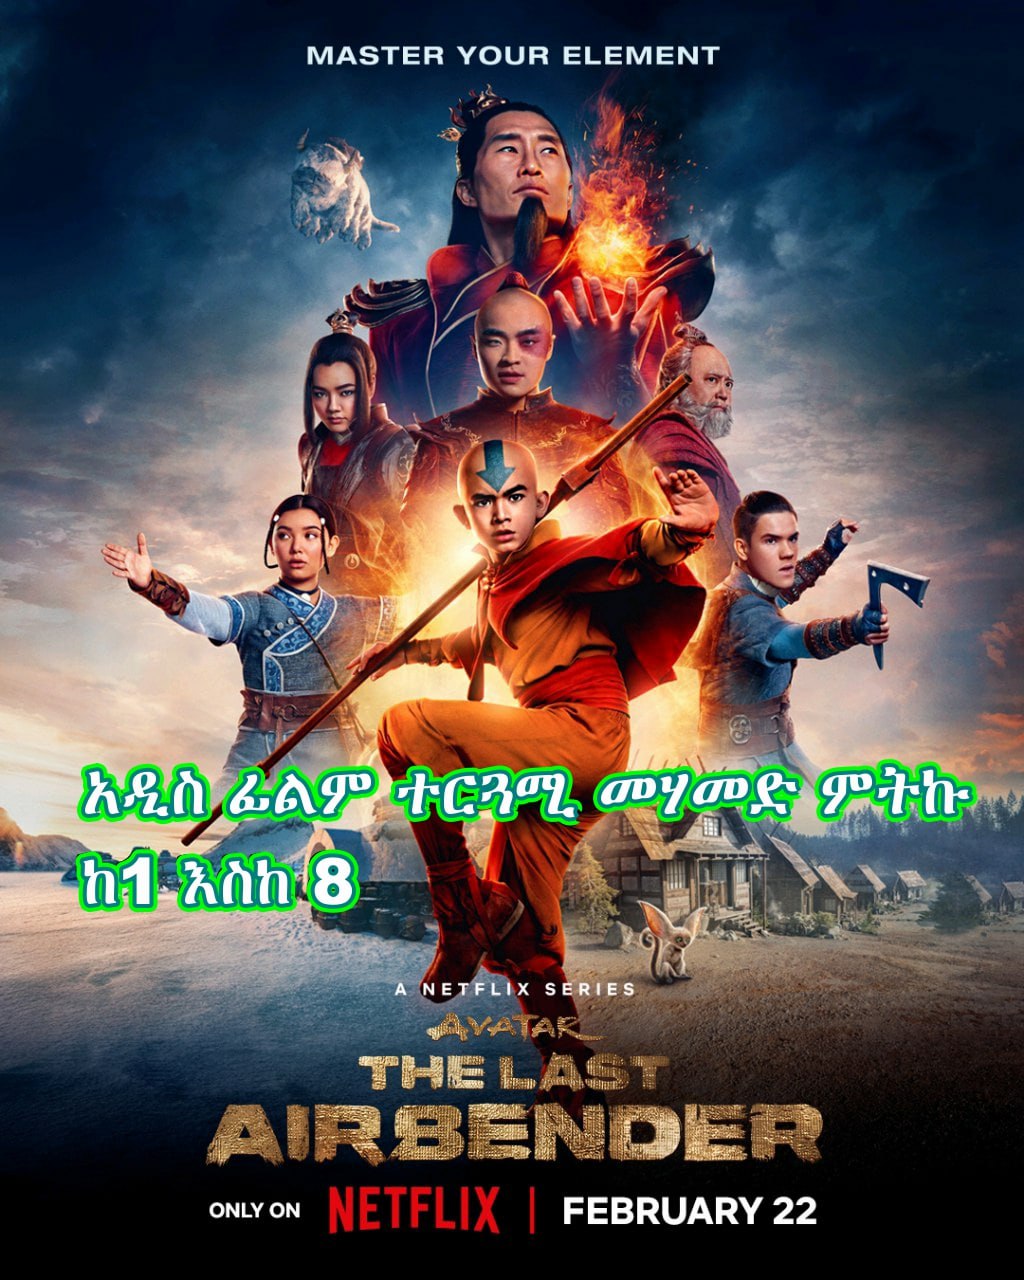 MASTER YOUR ELEMENT
አዲስ ፊልም ተርጓሚ መሃመድ ምትኩ
ከ1 እስከ 8
A NETFLIX SERIES
AVATAR
THE LAST
AIRBENDER
ONLY ON NETFLIX | FEBRUARY 22